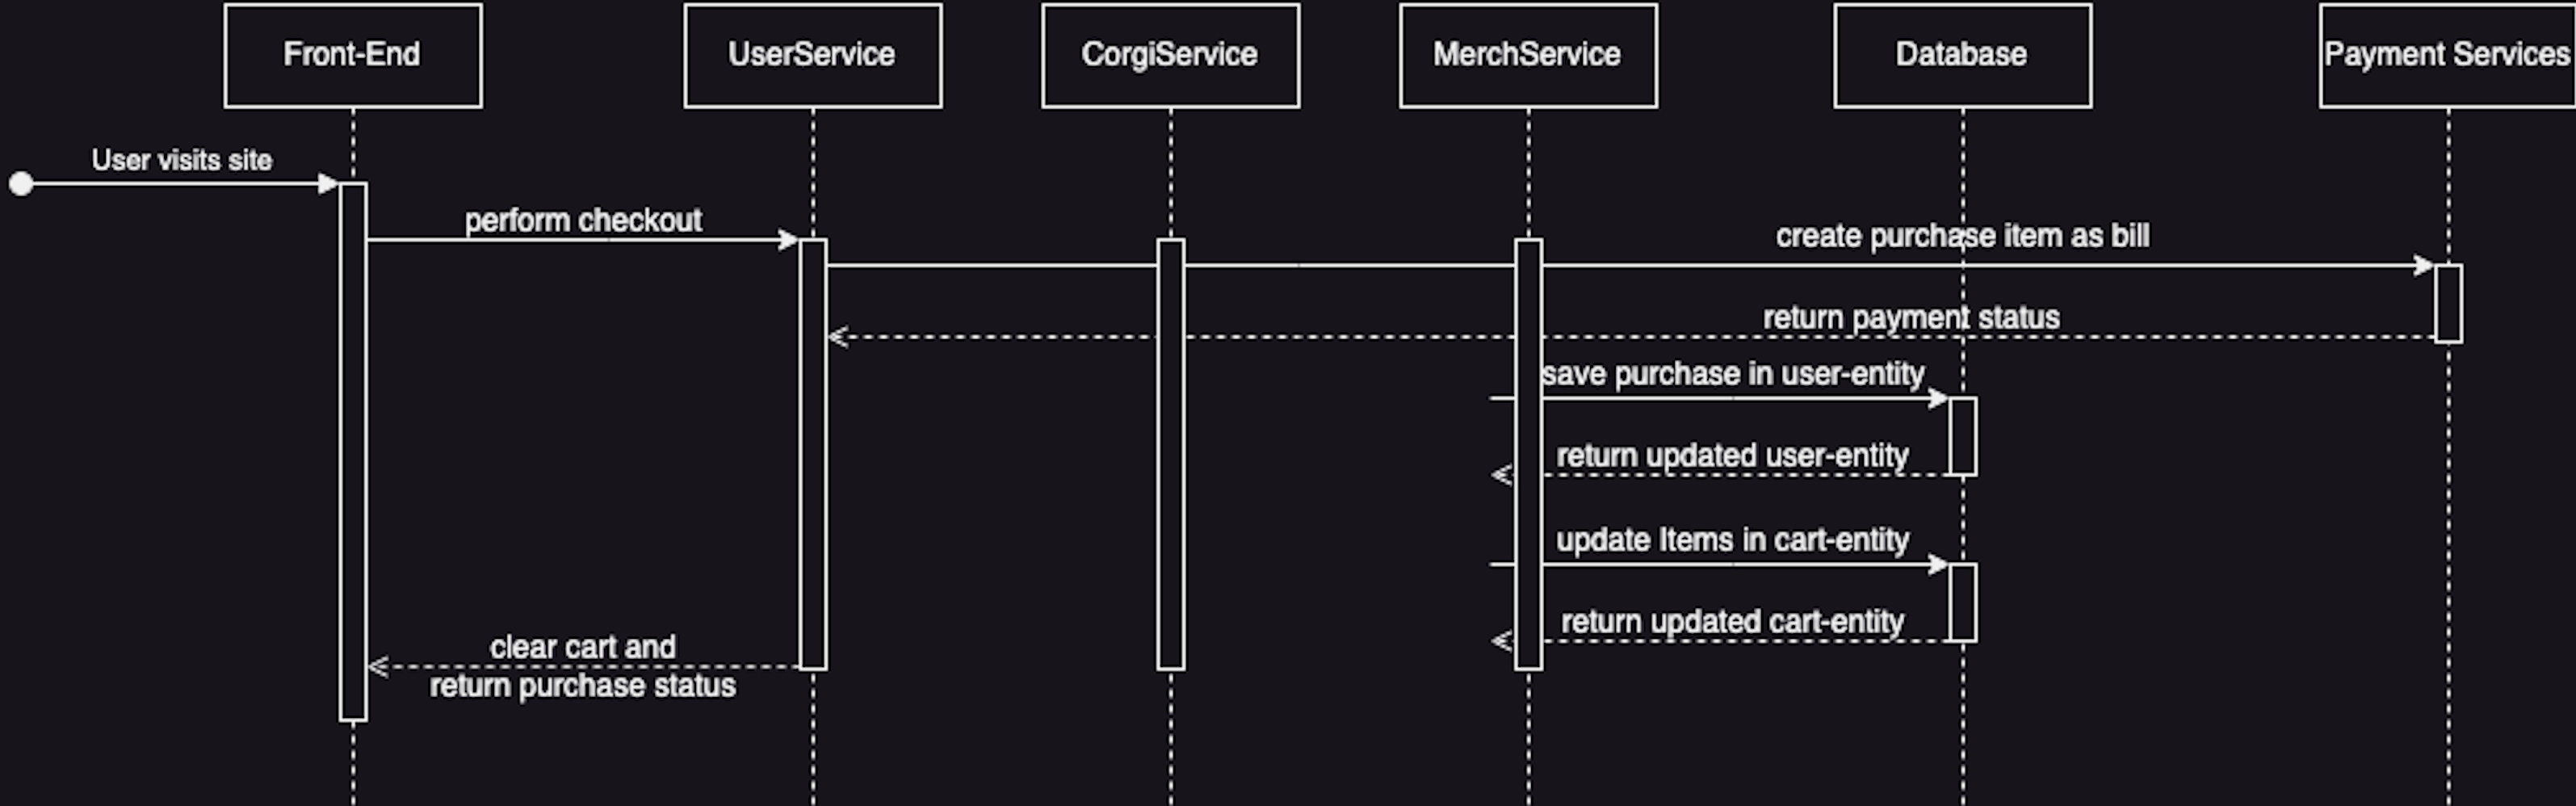 Front-End
UserService
CorgiService
MerchService
Database
Payment Services
User visits site
perform checkout
create purchase item as bill
return payment status
save purchase in user-entity
return updated user-entity
update Items in cart-entity
return updated cart-entity
clear cart and
return purchase status